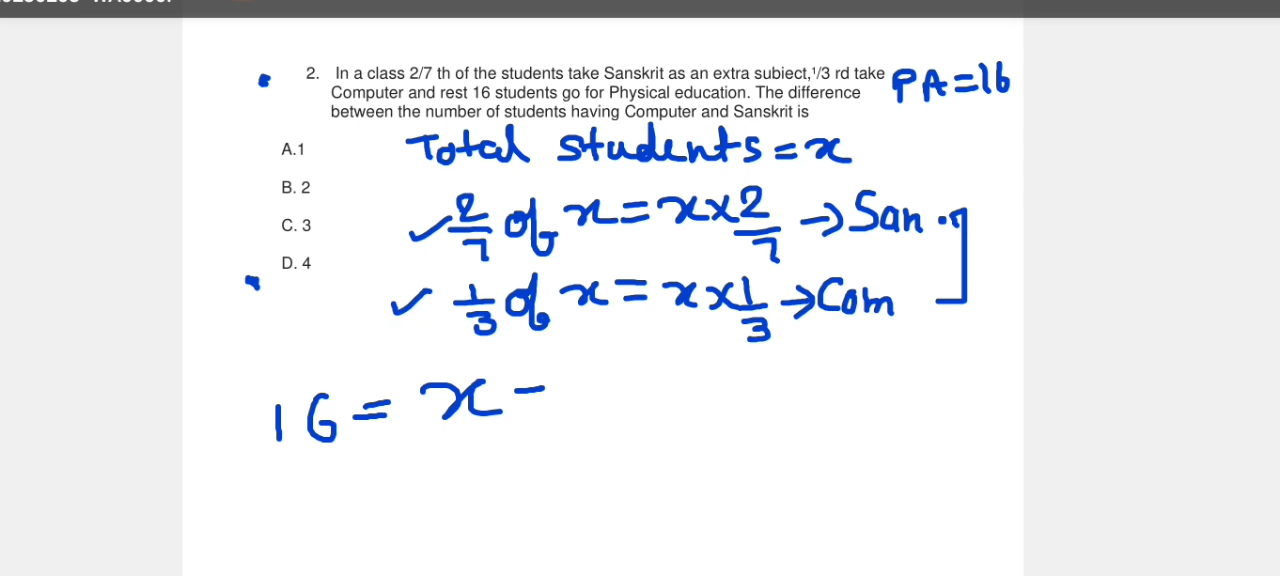 2. In a class 2/7 th of the students take Sanskrit as an extra subiect,¹/3 rd take
Computer and rest 16 students go for Physical education. The difference
between the number of students having Computer and Sanskrit is
PA=16
A.1
B. 2
C. 3
D. 4
Total students = x
✓ 2/7 of x = x × 2/7 → San
✓ 1/3 of x = x × 1/3 → Com
16 = x −